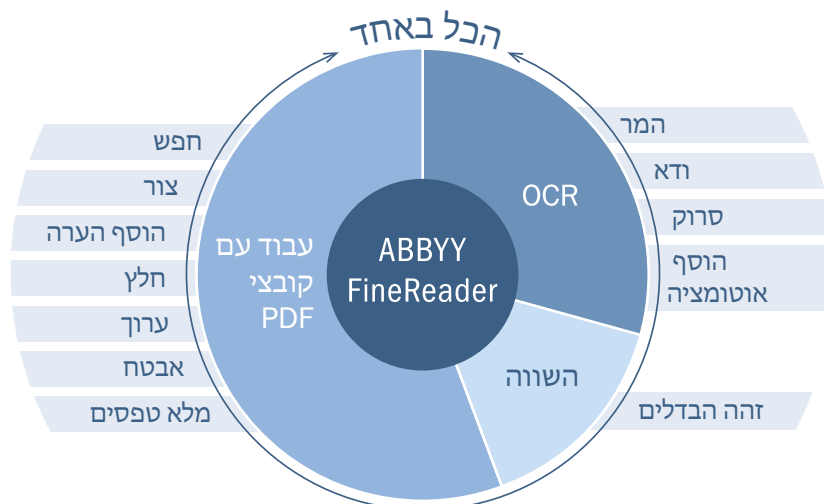 הכל באחד
המר
ודא
סרוק
הוסף
אוטומציה
זהה הבדלים
OCR
השווה
ABBYY
FineReader
עבוד עם
קובצי
PDF
חפש
צור
הוסף הערה
חלץ
ערוך
אבטח
מלא טפסים